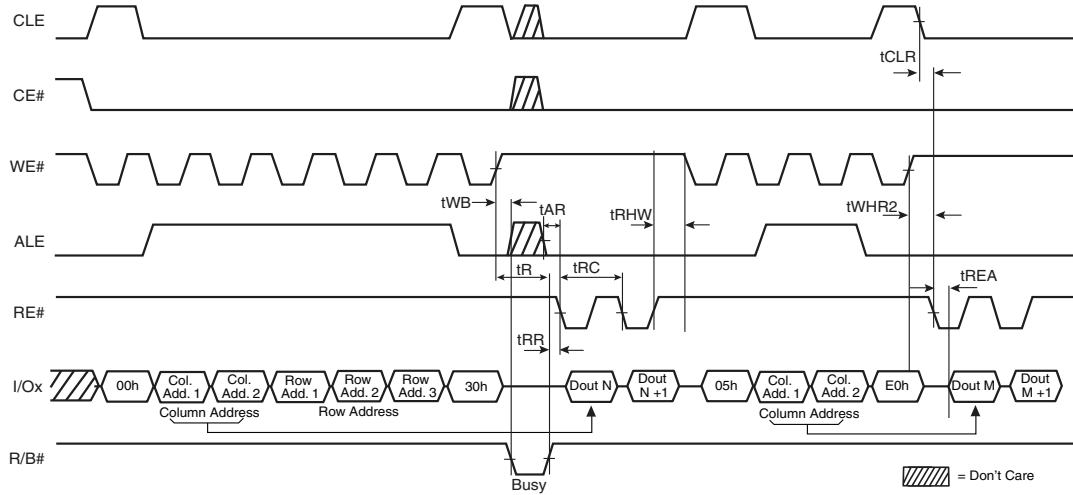 CLE
tCLR
CE#
WE#
tWB
tAR
tRHW
tWHR2
ALE
tR
tRC
tREA
RE#
tRR
I/Ox
00h
Col.
Add. 1
Col.
Add. 2
Row
Add. 1
Row
Add. 2
Row
Add. 3
30h
Dout N
Dout
N +1
05h
Col.
Add. 1
Col.
Add. 2
E0h
Dout M
Dout
M +1
Column Address
Row Address
Column Address
R/B#
Busy
= Don't Care